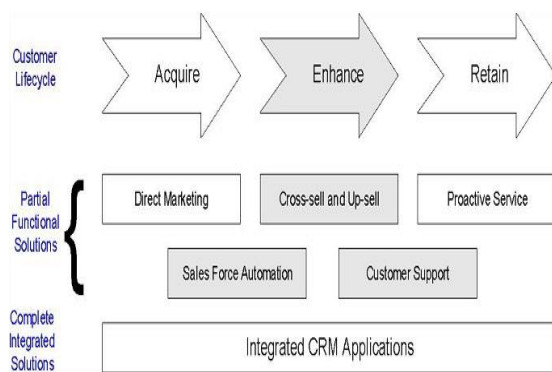 Customer
Lifecycle
Acquire
Enhance
Retain
Partial
Functional
Solutions
Direct Marketing
Cross-sell and Up-sell
Proactive Service
Sales Force Automation
Customer Support
Complete
Integrated
Solutions
Integrated CRM Applications